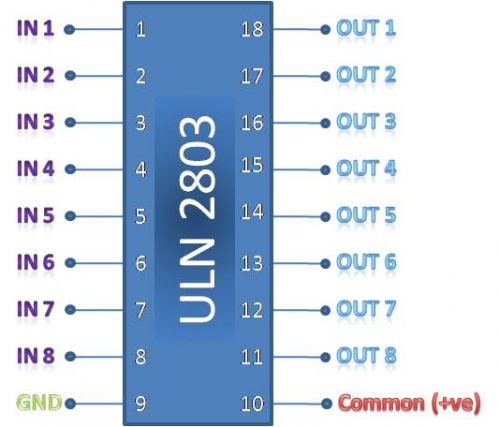 IN 1 1 18 OUT 1
IN 2 2 17 OUT 2
IN 3 3 16 OUT 3
IN 4 4 15 OUT 4
IN 5 5 14 OUT 5
IN 6 6 13 OUT 6
IN 7 7 12 OUT 7
IN 8 8 11 OUT 8
GND 9 10 Common (+ve)
ULN 2803